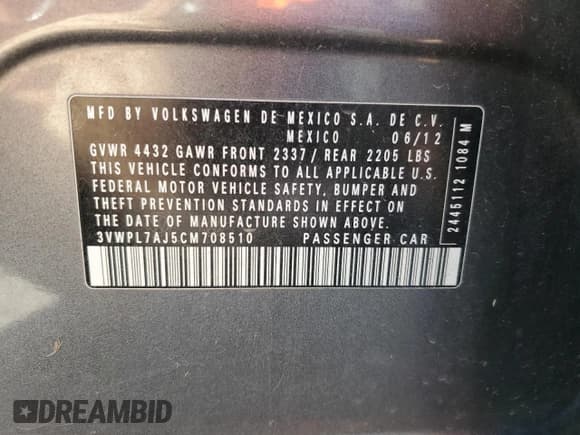 MFD BY VOLKSWAGEN DE MEXICO S.A. DE C.V.
MEXICO 06/12
GVWR 4432 GAWR FRONT 2337/ REAR 2205 LBS
THIS VEHICLE CONFORMS TO ALL APPLICABLE U.S.
FEDERAL MOTOR VEHICLE SAFETY, BUMPER AND
THEFT PREVENTION STANDARDS IN EFFECT ON
THE DATE OF MANUFACTURE SHOWN ABOVE.
3VWPL7AJ5CM708510 PASSENGER CAR
2445112 1084 M
DREAMBID